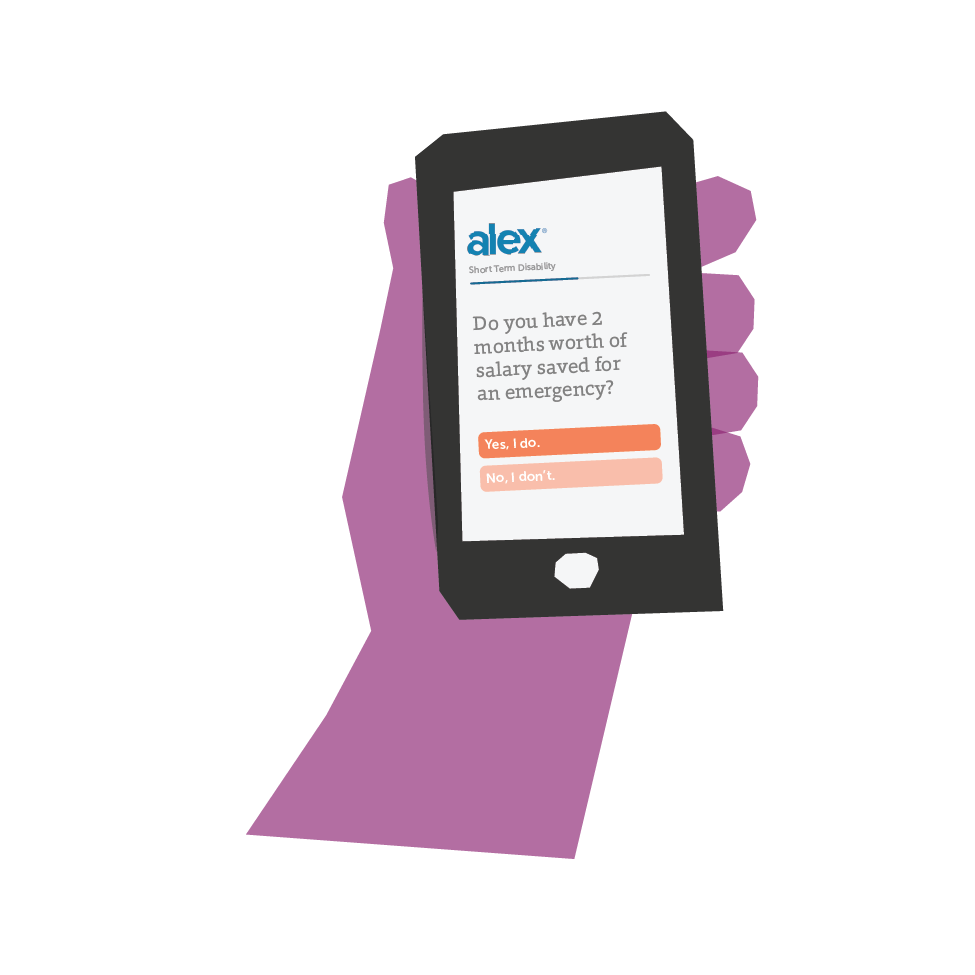 alex®
Short Term Disability
Do you have 2
months worth of
salary saved for
an emergency?
Yes, I do.
No, I don't.